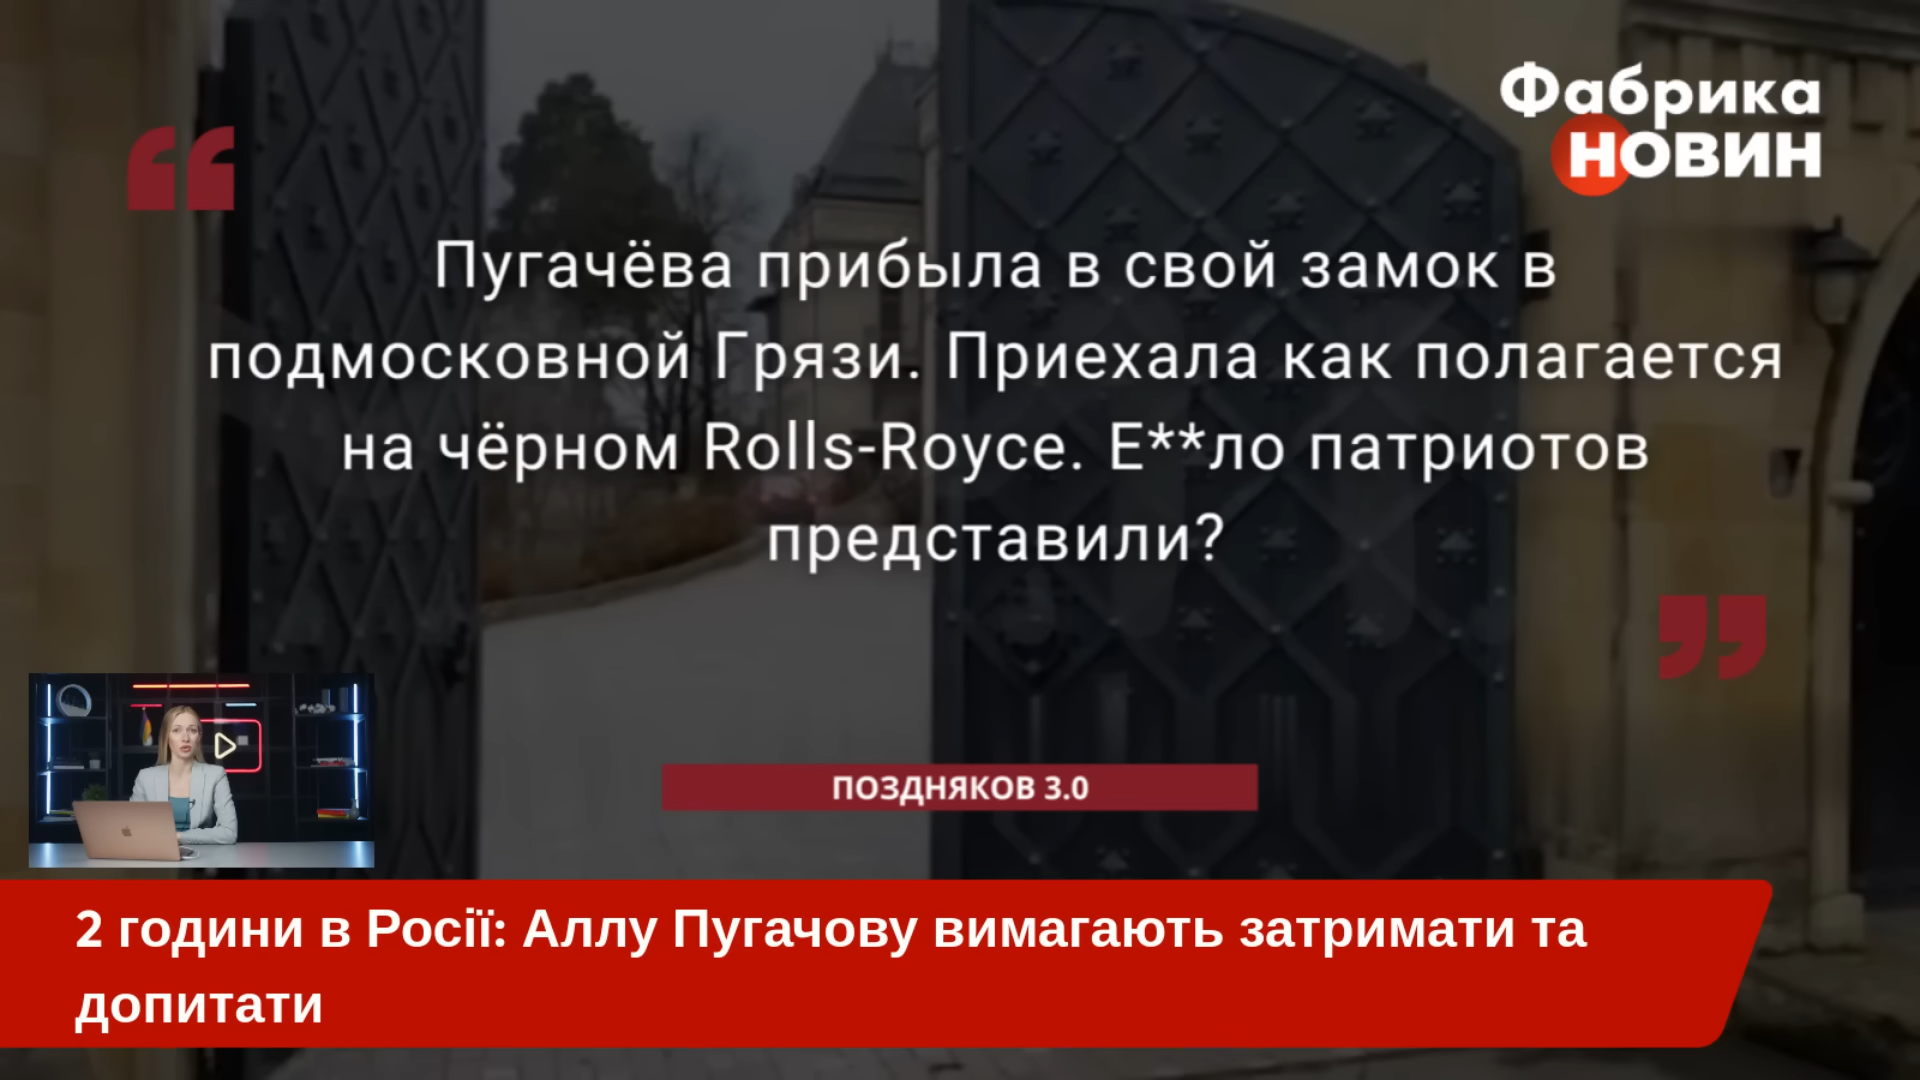 Фабрика
новин
Пугачёва прибыла в свой замок в
подмосковной Грязи. Приехала как полагается
на чёрном Rolls-Royce. Е**ло патриотов
представили?
ПОЗДНЯКОВ 3.0
2 години в Росії: Аллу Пугачову вимагають затримати та
допитати